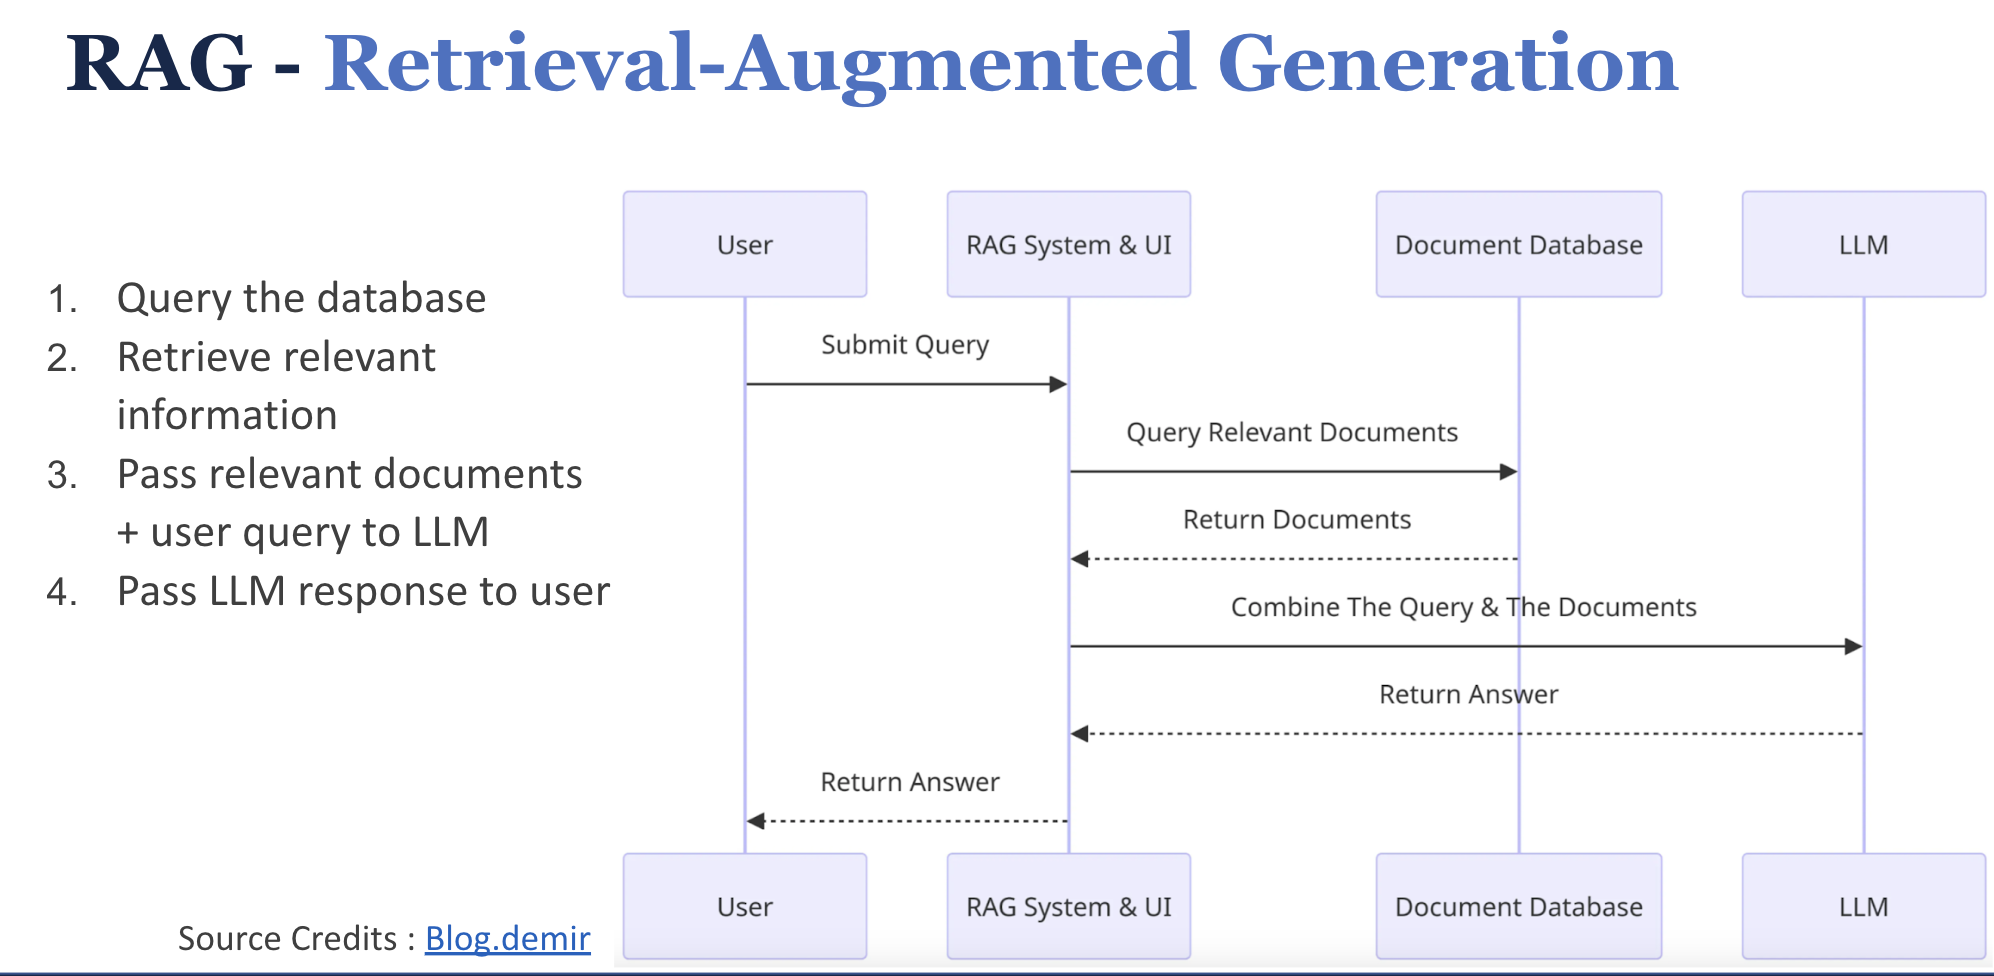 RAG - Retrieval-Augmented Generation
1. Query the database
2. Retrieve relevant
information
3. Pass relevant documents
+ user query to LLM
4. Pass LLM response to user
Source Credits : Blog.demir
User
RAG System & UI
Document Database
LLM
Submit Query
Query Relevant Documents
Return Documents
Combine The Query & The Documents
Return Answer
Return Answer
User
RAG System & UI
Document Database
LLM